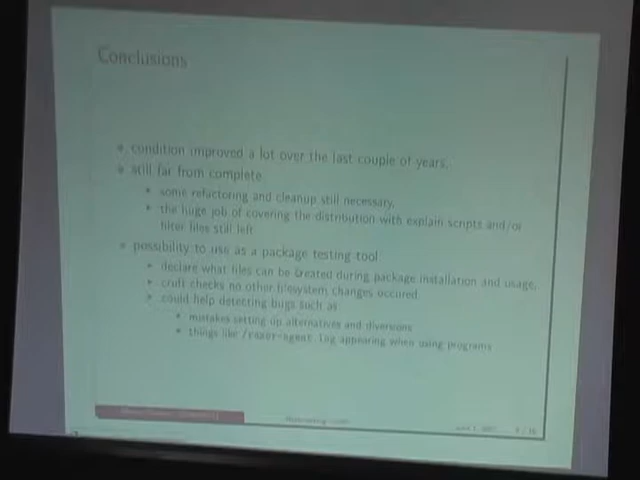 Conclusions
condition improved a lot over the last couple of years,
still far from complete
some refactoring and cleanup still necessary,
the huge job of covering the distribution with explain scripts and/or
filter files still left
possibility to use as a package testing tool
declare what files can be created during package installation and usage,
cruft checks no other filesystem changes occured
could help detecting bugs such as
mistakes setting up alternatives and diversions
things like /razor-agent.log appearing when using programs